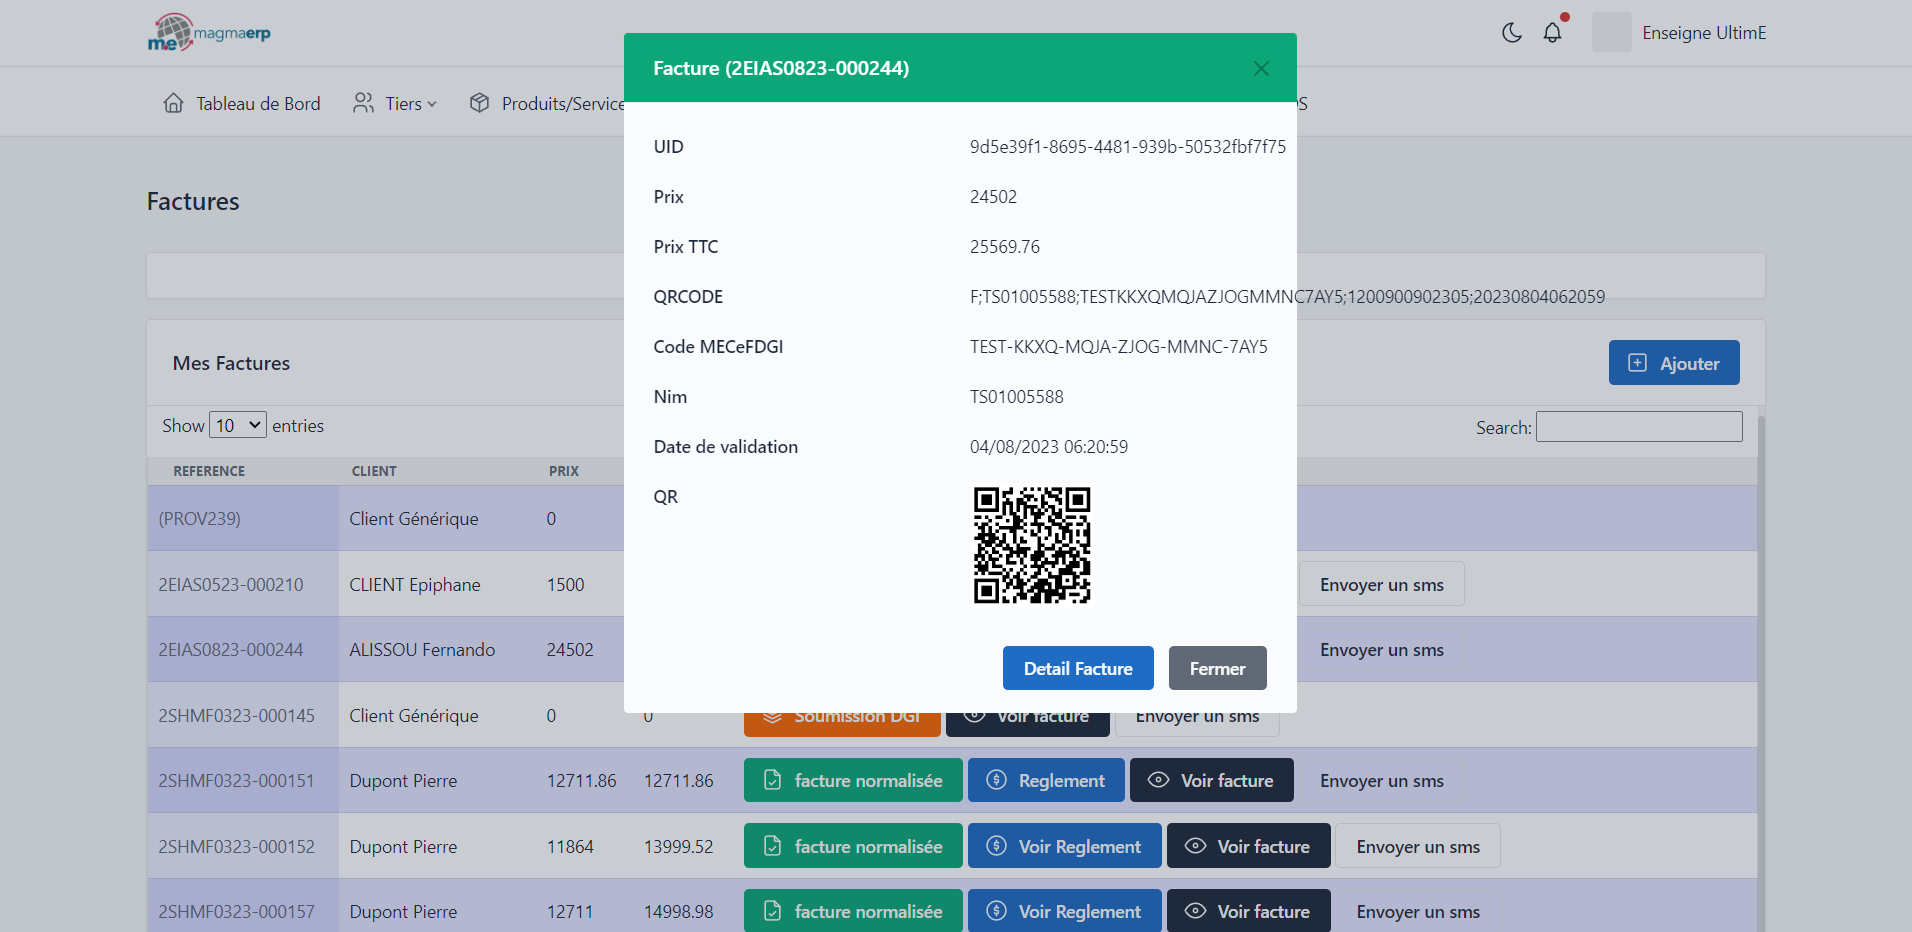 me magmaerp
Enseigne UltimE
Tableau de Bord Tiers Produits/Service
Facture (2EIAS0823-000244)
UID 9d5e39f1-8695-4481-939b-50532fbf7f75
Prix 24502
Prix TTC 25569.76
QRCODE F;TS01005588;TESTKKXQMQJAZJOGMMNC7AY5;1200900902305;20230804062059
Code MECeFDGI TEST-KKXQ-MQJA-ZJOG-MMNC-7AY5
Nim TS01005588
Date de validation 04/08/2023 06:20:59
QR
Detail Facture Fermer
Factures
Mes Factures Ajouter
Show 10 entries Search:
REFERENCE CLIENT PRIX
(PROV239) Client Générique 0
2EIAS0523-000210 CLIENT Epiphane 1500 Envoyer un sms
2EIAS0823-000244 ALISSOU Fernando 24502 Envoyer un sms
2SHMF0323-000145 Client Générique 0 0 Soumission DGI Voir facture Envoyer un sms
2SHMF0323-000151 Dupont Pierre 12711.86 12711.86 facture normalisée Reglement Voir facture Envoyer un sms
2SHMF0323-000152 Dupont Pierre 11864 13999.52 facture normalisée Voir Reglement Voir facture Envoyer un sms
2SHMF0323-000157 Dupont Pierre 12711 14998.98 facture normalisée Voir Reglement Voir facture Envoyer un sms